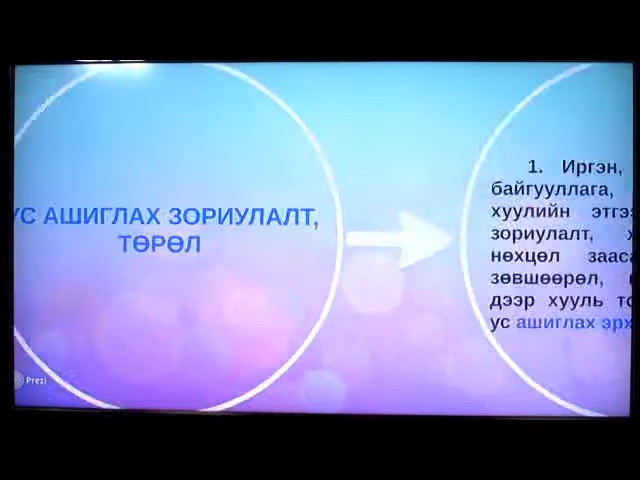 УС АШИГЛАХ ЗОРИУЛАЛТ,
ТӨРӨЛ
1. Иргэн,
байгууллага,
хуулийн
зориулалт,
нөхцөл
зөвшөөрөл,
дээр хууль
ус ашиглах
Prezi